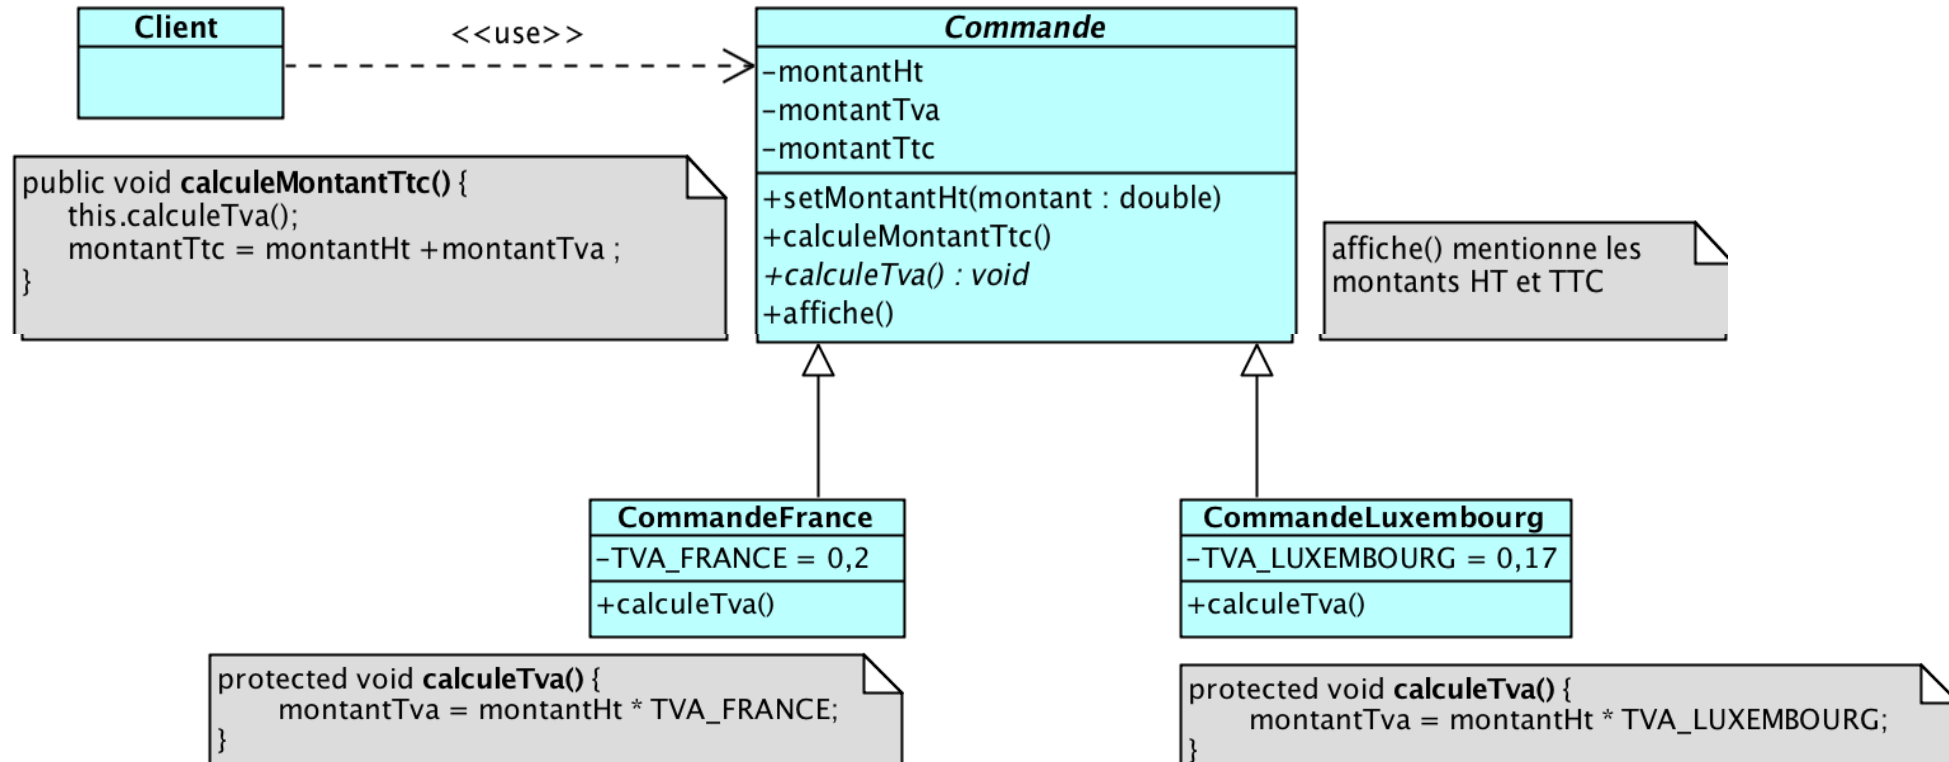 Client
<<use>>
Commande
-montantHt
-montantTva
-montantTtc
+setMontantHt(montant : double)
+calculeMontantTtc()
+calculeTva() : void
+affiche()
public void calculeMontantTtc() {
this.calculeTva();
montantTtc = montantHt +montantTva ;
}
affiche() mentionne les
montants HT et TTC
CommandeFrance
-TVA_FRANCE = 0,2
+calculeTva()
CommandeLuxembourg
-TVA_LUXEMBOURG = 0,17
+calculeTva()
protected void calculeTva() {
montantTva = montantHt * TVA_FRANCE;
}
protected void calculeTva() {
montantTva = montantHt * TVA_LUXEMBOURG;
}